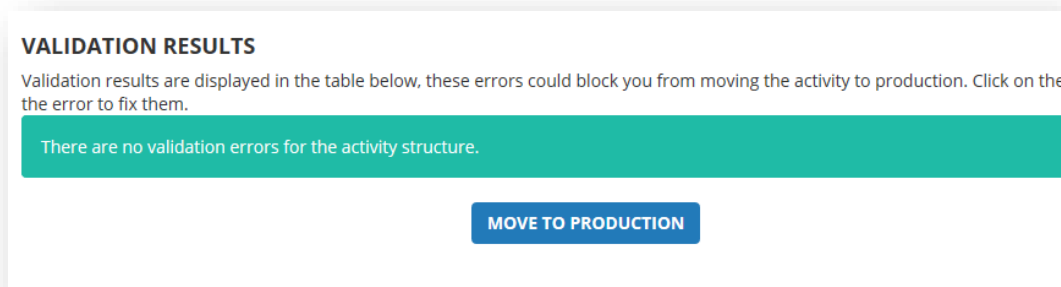 VALIDATION RESULTS
Validation results are displayed in the table below, these errors could block you from moving the activity to production. Click on the
the error to fix them.
There are no validation errors for the activity structure.
MOVE TO PRODUCTION